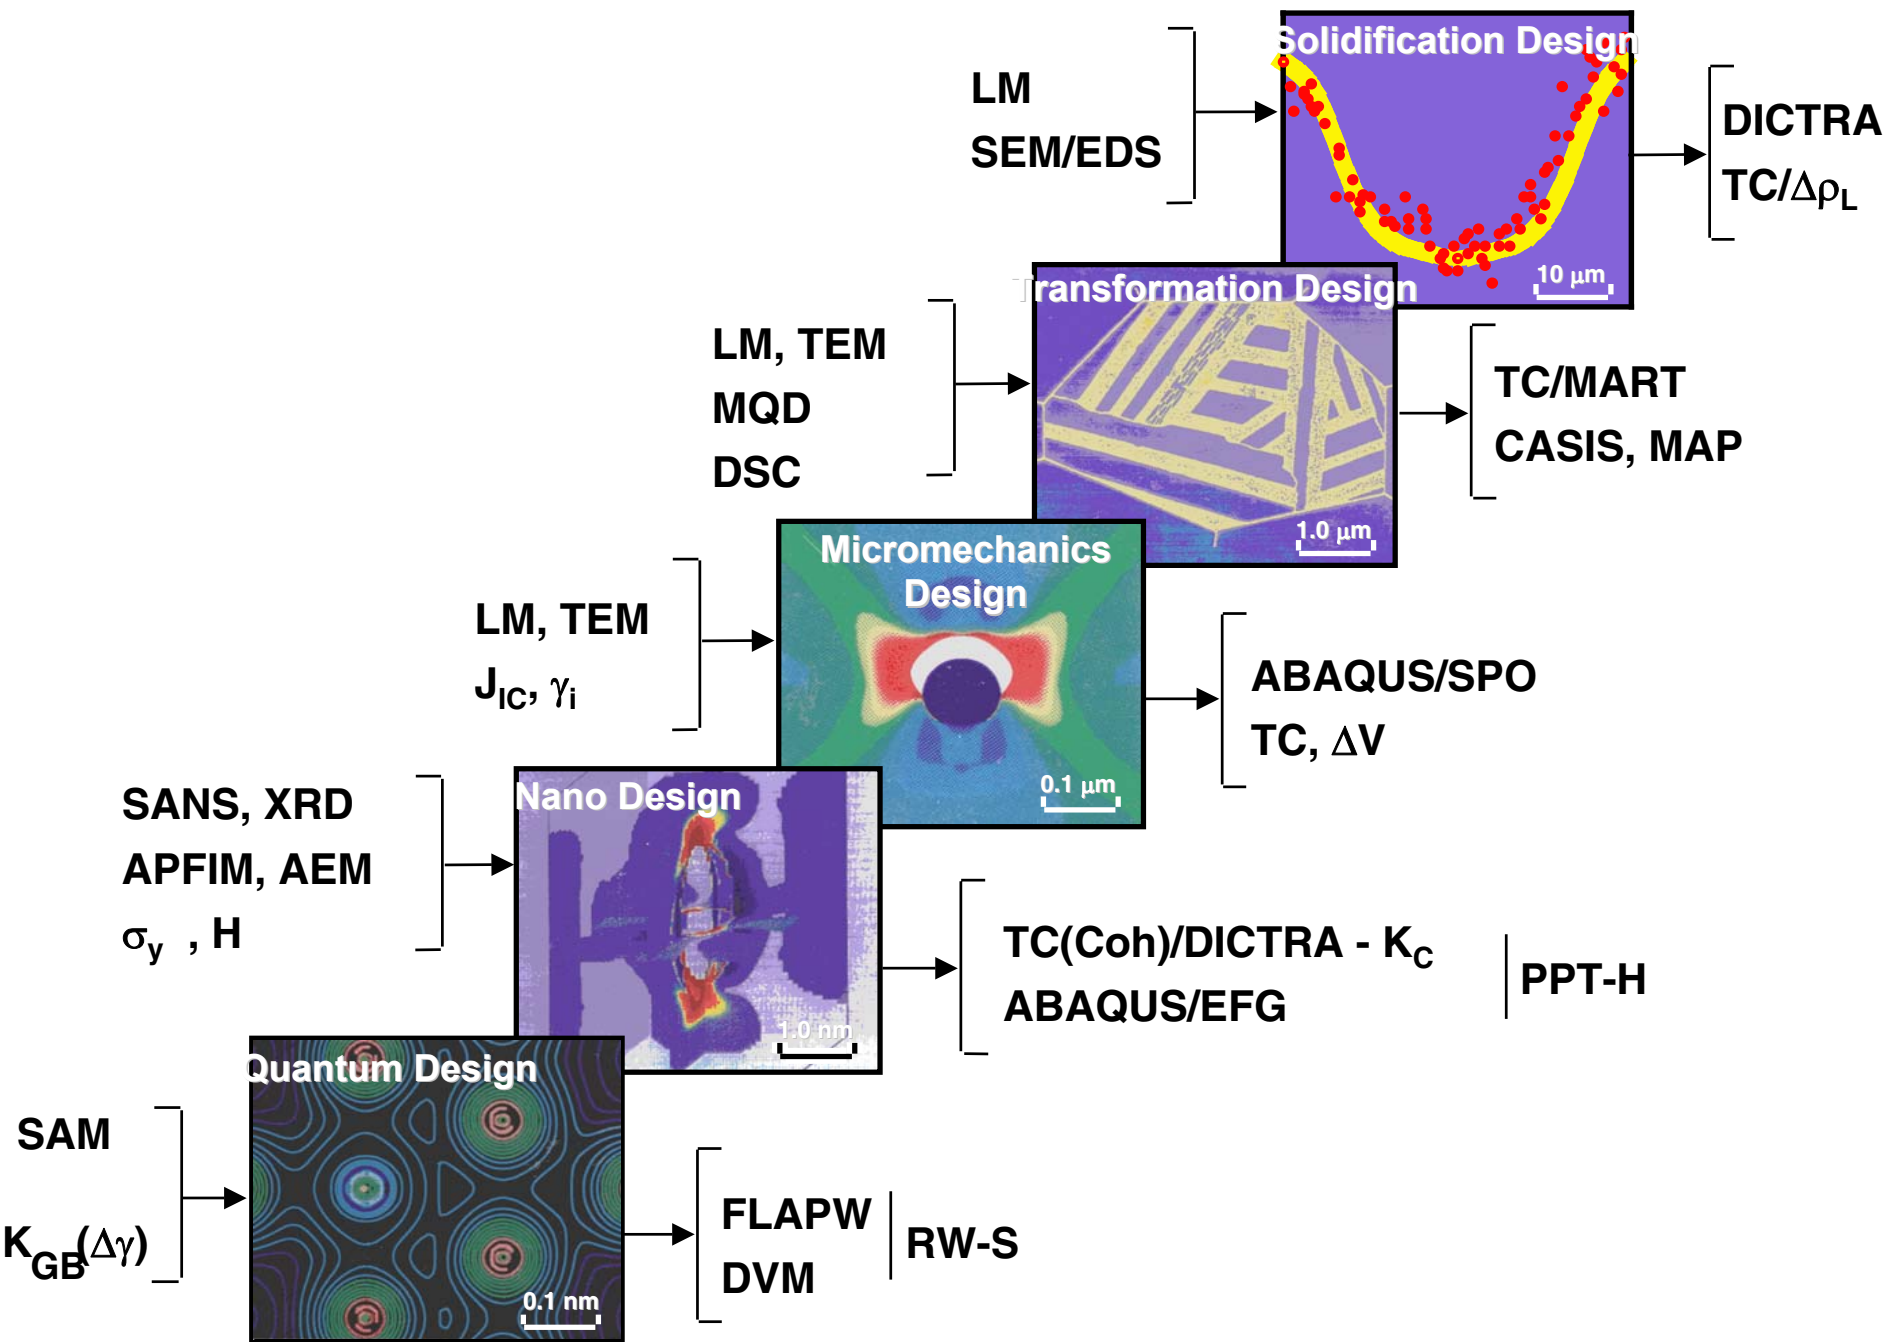 Solidification Design
LM
SEM/EDS
10 μm
DICTRA
TC/ΔρL
Transformation Design
LM, TEM
MQD
DSC
1.0 μm
TC/MART
CASIS, MAP
Micromechanics
Design
LM, TEM
JIC, γi
0.1 μm
ABAQUS/SPO
TC, ΔV
Nano Design
SANS, XRD
APFIM, AEM
σy , H
1.0 nm
TC(Coh)/DICTRA - KC
ABAQUS/EFG
PPT-H
Quantum Design
SAM
KGB(Δγ)
0.1 nm
FLAPW
DVM
RW-S